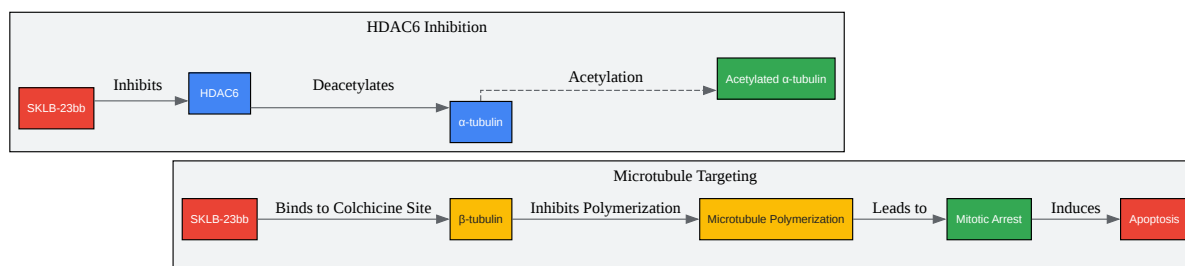 HDAC6 Inhibition
SKLB-23bb
Inhibits
HDAC6
Deacetylates
α-tubulin
Acetylation
Acetylated α-tubulin
Microtubule Targeting
SKLB-23bb
Binds to Colchicine Site
β-tubulin
Inhibits Polymerization
Microtubule Polymerization
Leads to
Mitotic Arrest
Induces
Apoptosis